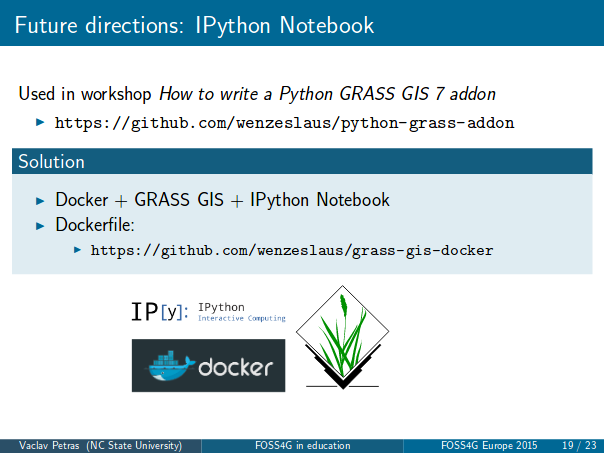 Future directions: IPython Notebook
Used in workshop How to write a Python GRASS GIS 7 addon
▶ https://github.com/wenzeslaus/python-grass-addon
Solution
▶ Docker + GRASS GIS + IPython Notebook
▶ Dockerfile:
▶ https://github.com/wenzeslaus/grass-gis-docker
IP[y]: IPython
Interactive Computing
docker
Vaclav Petras (NC State University) FOSS4G in education FOSS4G Europe 2015 19 / 23